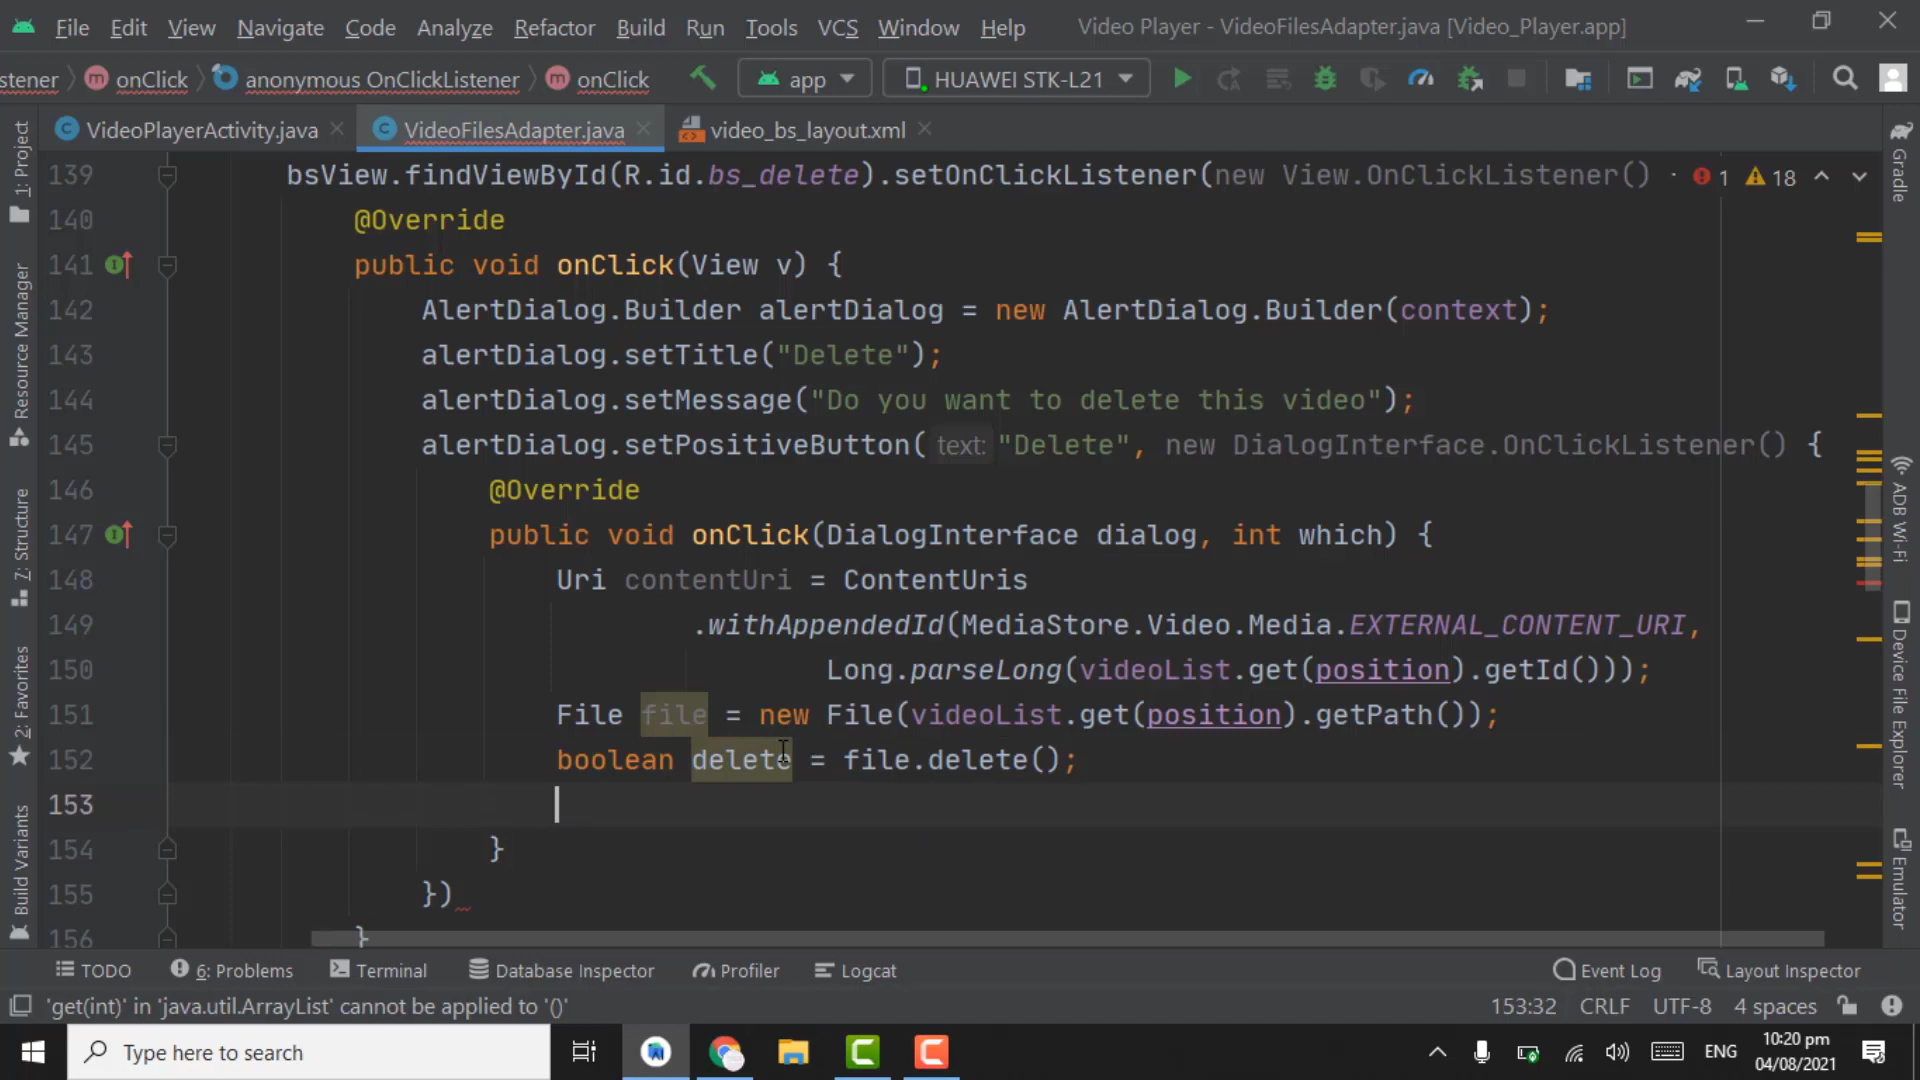 File Edit View Navigate Code Analyze Refactor Build Run Tools VCS Window Help Video Player - VideoFilesAdapter.java [Video_Player.app]
stener onClick anonymous OnClickListener onClick app HUAWEI STK-L21
VideoPlayerActivity.java VideoFilesAdapter.java video_bs_layout.xml
1: Project
Resource Manager
7: Structure
2: Favorites
Build Variants
139 bsView.findViewById(R.id.bs_delete).setOnClickListener(new View.OnClickListener() 1 18
140 @Override
141 public void onClick(View v) {
142 AlertDialog.Builder alertDialog = new AlertDialog.Builder(context);
143 alertDialog.setTitle("Delete");
144 alertDialog.setMessage("Do you want to delete this video");
145 alertDialog.setPositiveButton( text: "Delete", new DialogInterface.OnClickListener() {
146 @Override
147 public void onClick(DialogInterface dialog, int which) {
148 Uri contentUri = ContentUris
149 .withAppendedId(MediaStore.Video.Media.EXTERNAL_CONTENT_URI,
150 Long.parseLong(videoList.get(position).getId()));
151 File file = new File(videoList.get(position).getPath());
152 boolean delete = file.delete();
153
154 }
155 })
156 }
Gradle
ADB Wi-Fi
Device File Explorer
Emulator
TODO 6: Problems Terminal Database Inspector Profiler Logcat Event Log Layout Inspector
'get(int)' in 'java.util.ArrayList' cannot be applied to '()' 153:32 CRLF UTF-8 4 spaces
Type here to search ENG 10:20 pm
04/08/2021